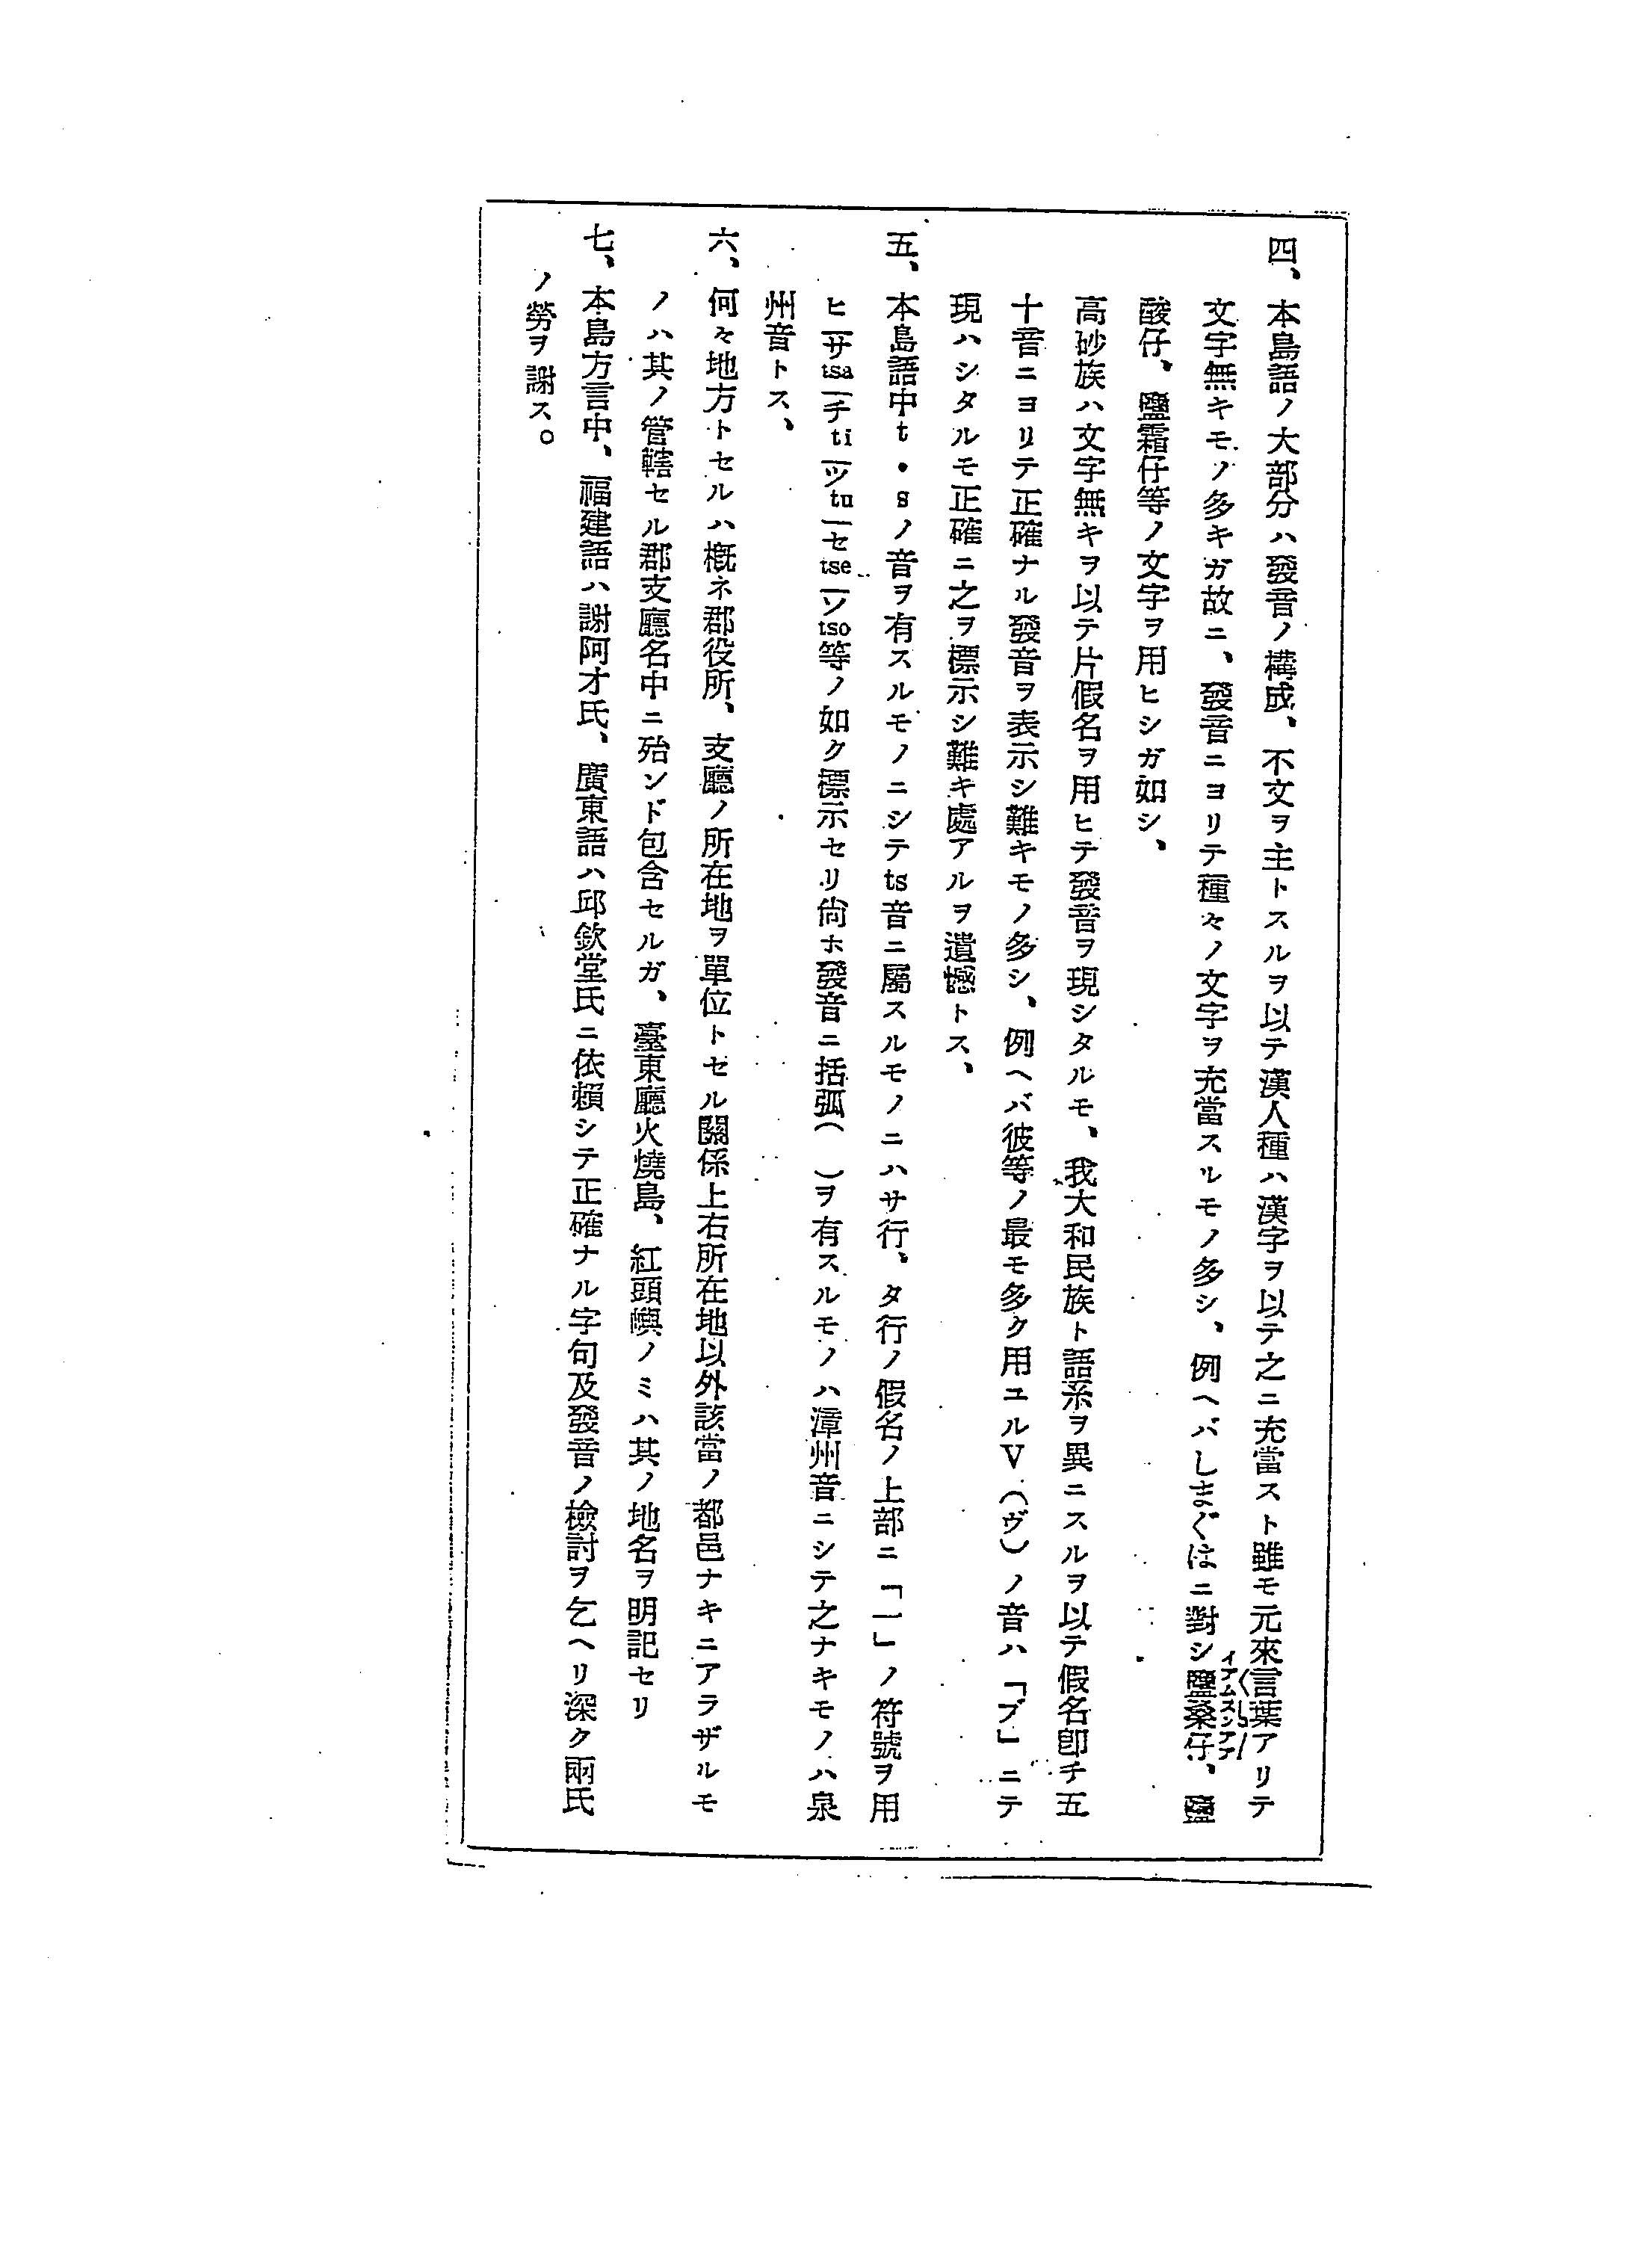 四、本島語ノ大部分ハ發音ノ構成、不文ヲ主トスルヲ以テ漢人種ハ漢字ヲ以テ之ニ充當スト雖モ元來言葉アリテ
文字無キモノ多キガ故ニ、發音ニヨリテ種々ノ文字ヲ充當スルモノ多シ、例ヘバしまぐはニ對シ鹽桑仔、鹽
酸仔、鹽霜仔等ノ文字ヲ用ヒシガ如シ、
高砂族ハ文字無キヲ以テ片假名ヲ用ヒテ發音ヲ現シタルモ、我大和民族ト語系ヲ異ニスルヲ以テ假名卽チ五
十音ニヨリテ正確ナル發音ヲ表示シ難キモノ多シ、例ヘバ彼等ノ最モ多ク用ユルV（ヴ）ノ音ハ「ブ」ニテ
現ハシタルモ正確ニ之ヲ標示シ難キ處アルヲ遺憾トス、
五、本島語中t・sノ音ヲ有スルモノニシテts音ニ屬スルモノニハサ行、タ行ノ假名ノ上部ニ「一」ノ符號ヲ用
ヒ一サtsa一チti一ツtu一セtse一ソtso等ノ如ク標示セリ尙ホ發音ニ括弧（　）ヲ有スルモノハ漳州音ニシテ之ナキモノハ泉
州音トス、
六、何々地方トセルハ概ネ郡役所、支廳ノ所在地ヲ單位トセル關係上右所在地以外該當ノ都邑ナキニアラザルモ
ノハ其ノ管轄セル郡支廳名中ニ殆ンド包含セルガ、臺東廳火燒島、紅頭嶼ノミハ其ノ地名ヲ明記セリ
七、本島方言中、福建語ハ謝阿才氏、廣東語ハ邱欽堂氏ニ依賴シテ正確ナル字句及發音ノ檢討ヲ乞ヘリ深ク兩氏
ノ勞ヲ謝ス。